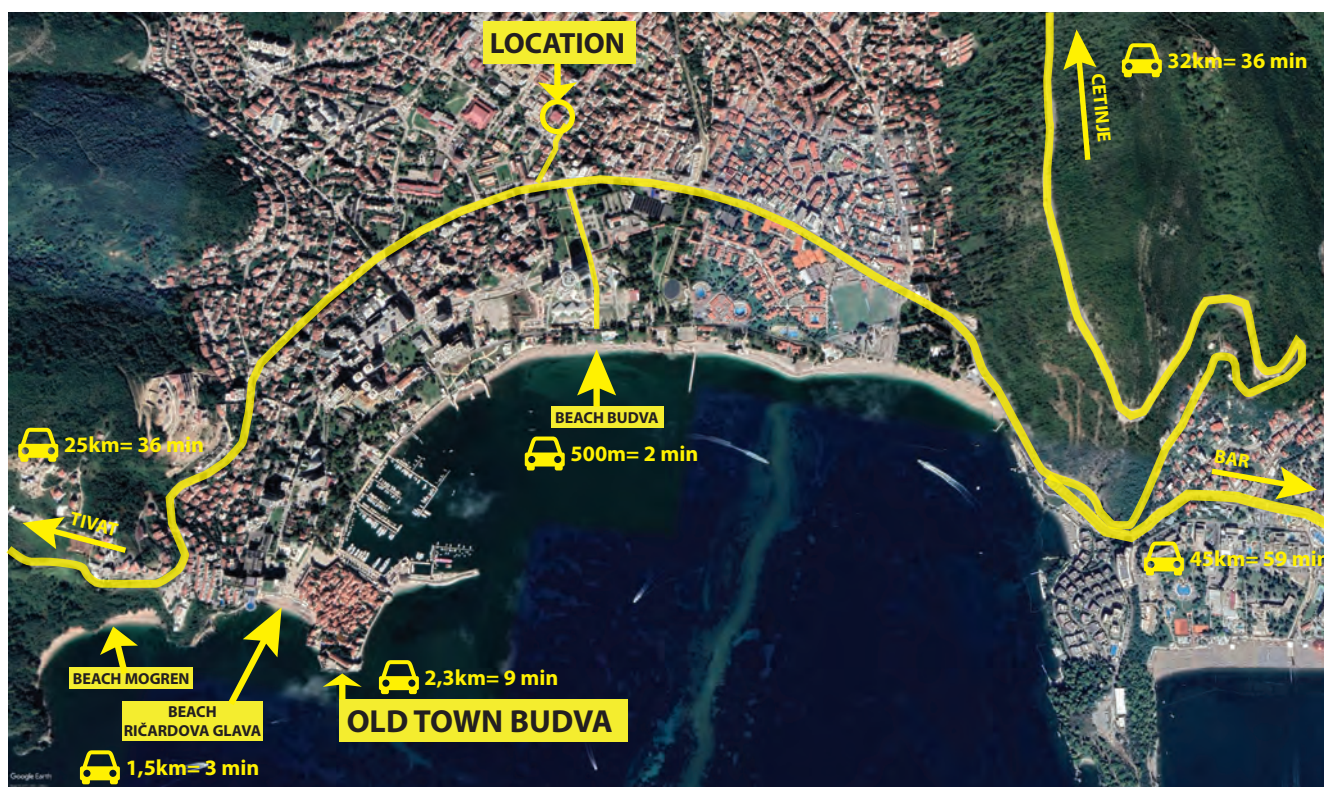 LOCATION
32km= 36 min
CETINJE
BEACH BUDVA
500m= 2 min
25km= 36 min
TIVAT
BAR
45km= 59 min
BEACH MOGREN
BEACH
RIČARDOVA GLAVA
1,5km= 3 min
2,3km= 9 min
OLD TOWN BUDVA
Google Earth